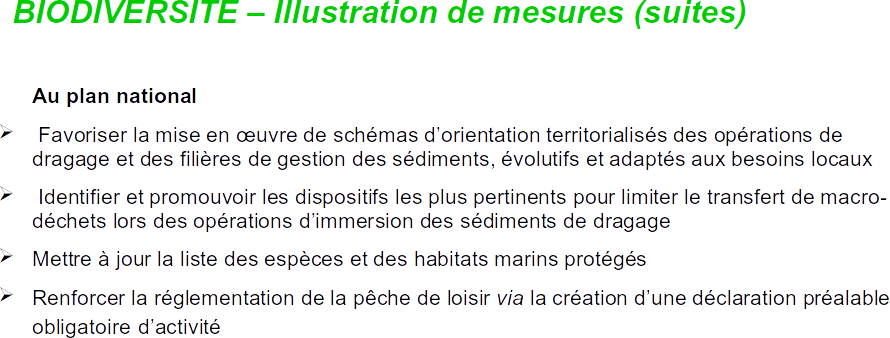 BIODIVERSITE – Illustration de mesures (suites)
Au plan national
Favoriser la mise en œuvre de schémas d’orientation territorialisés des opérations de
dragage et des filières de gestion des sédiments, évolutifs et adaptés aux besoins locaux
Identifier et promouvoir les dispositifs les plus pertinents pour limiter le transfert de macro-
déchets lors des opérations d’immersion des sédiments de dragage
Mettre à jour la liste des espèces et des habitats marins protégés
Renforcer la réglementation de la pêche de loisir via la création d’une déclaration préalable
obligatoire d’activité